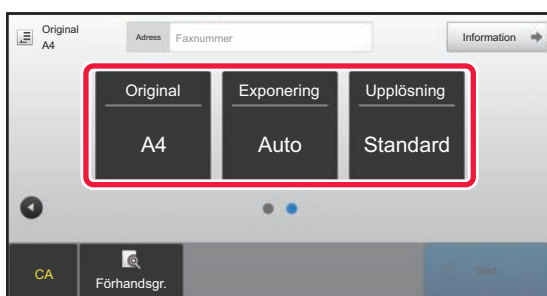 Original
A4
Adress Faxnummer
Information
Original Exponering Upplösning
A4 Auto Standard
CA
Förhandsgr.
Start